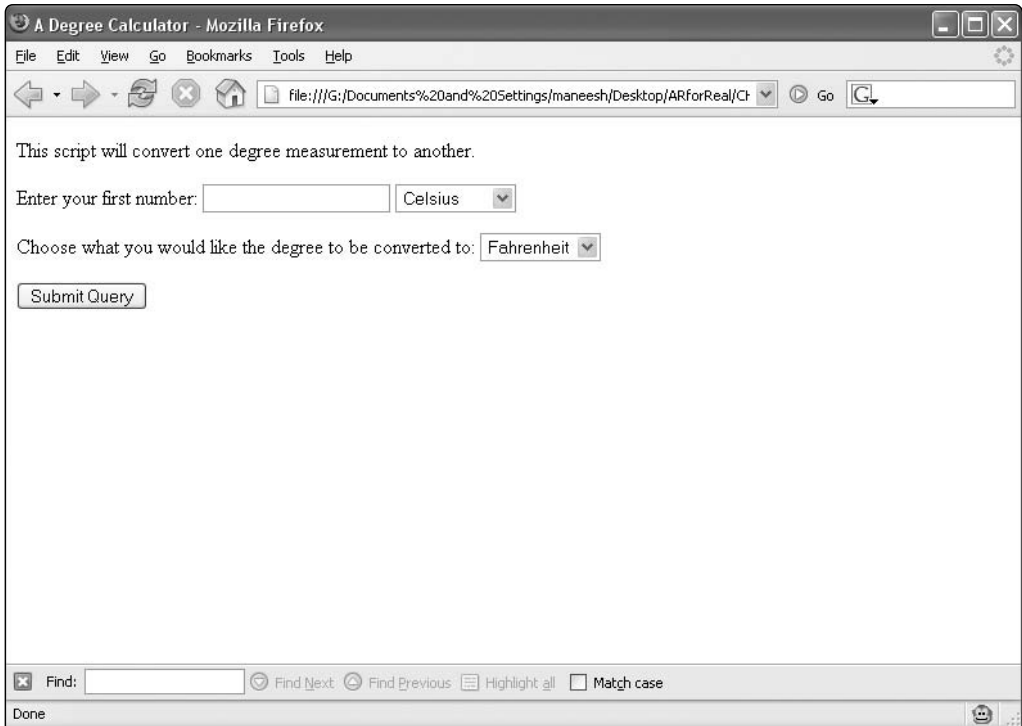 A Degree Calculator - Mozilla Firefox
File Edit View Go Bookmarks Tools Help
file:///G:/Documents%20and%20Settings/maneesh/Desktop/ARforReal/Ch Go G
This script will convert one degree measurement to another.
Enter your first number: Celsius
Choose what you would like the degree to be converted to: Fahrenheit
Submit Query
Find: Find Next Find Previous Highlight all Match case
Done